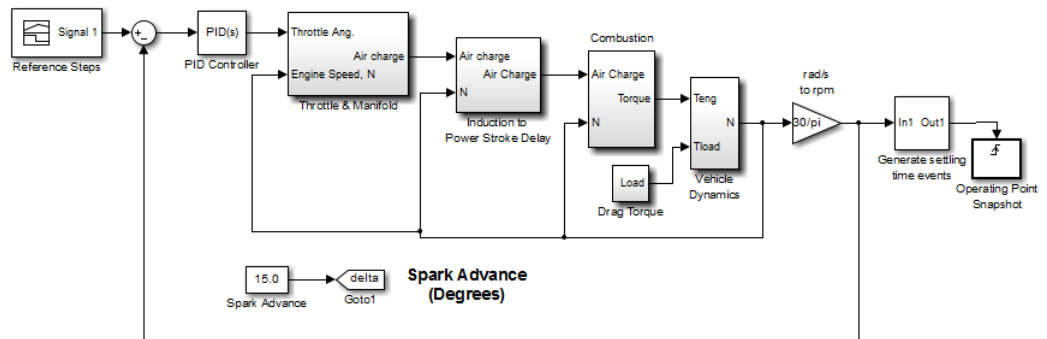 Signal 1
Reference Steps
+
−
PID(s)
PID Controller
Throttle Ang.
Air charge
Engine Speed, N
Throttle & Manifold
Air charge
Air Charge
N
Induction to
Power Stroke Delay
Combustion
Air Charge
Torque
N
Teng
N
Tload
Vehicle
Dynamics
Load
Drag Torque
rad/s
to rpm
30/pi
In1 Out1
Generate settling
time events
Operating Point
Snapshot
15.0
Spark Advance
delta
Goto1
Spark Advance
(Degrees)